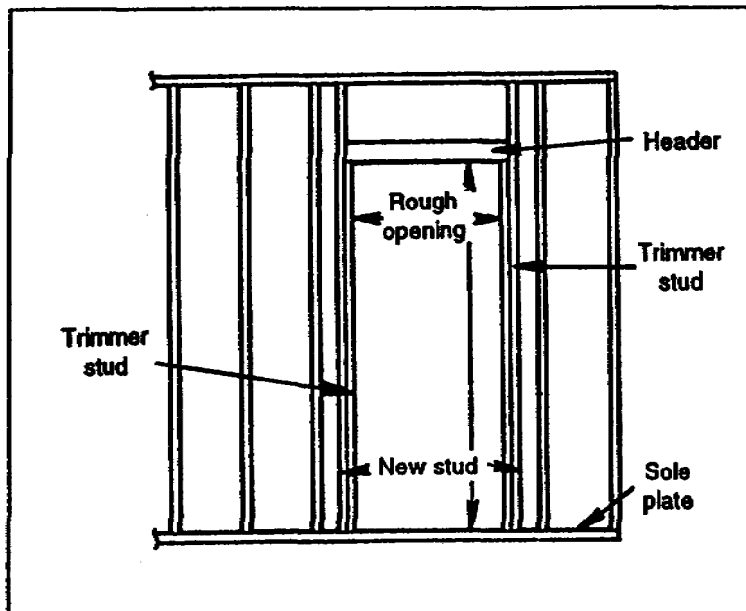 Header
Rough
opening
Trimmer
stud
Trimmer
stud
New stud
Sole
plate